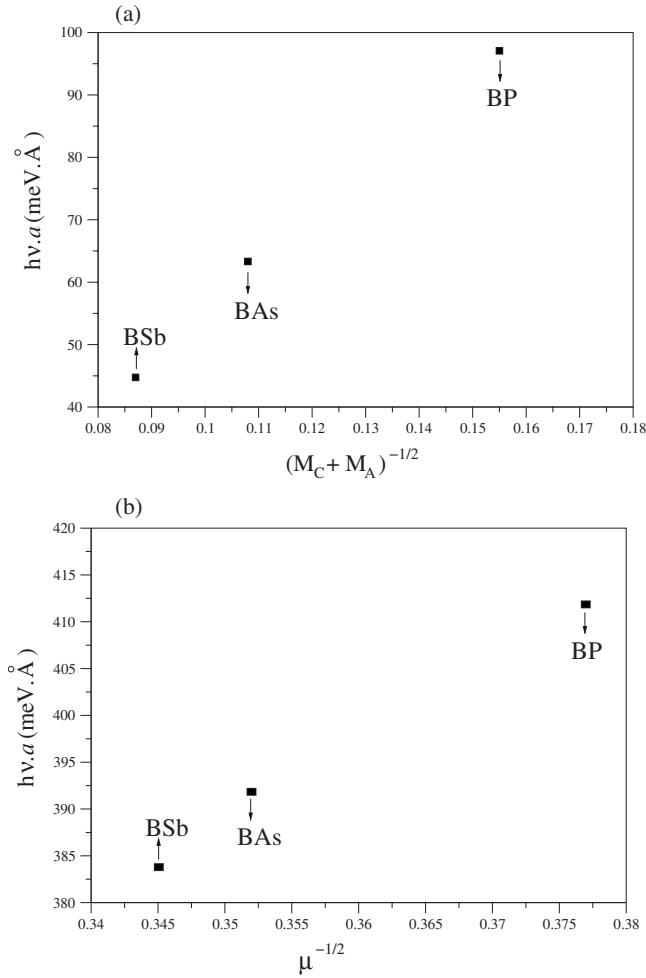 (a)
100
90
80
70
60
50
40
hν.a (meV.Å)
BP
BAs
BSb
0.08 0.09 0.1 0.11 0.12 0.13 0.14 0.15 0.16 0.17 0.18
(M_C + M_A)^{-1/2}
(b)
420
415
410
405
400
395
390
385
380
hν.a (meV.Å)
BP
BSb
BAs
0.34 0.345 0.35 0.355 0.36 0.365 0.37 0.375 0.38
μ^{-1/2}